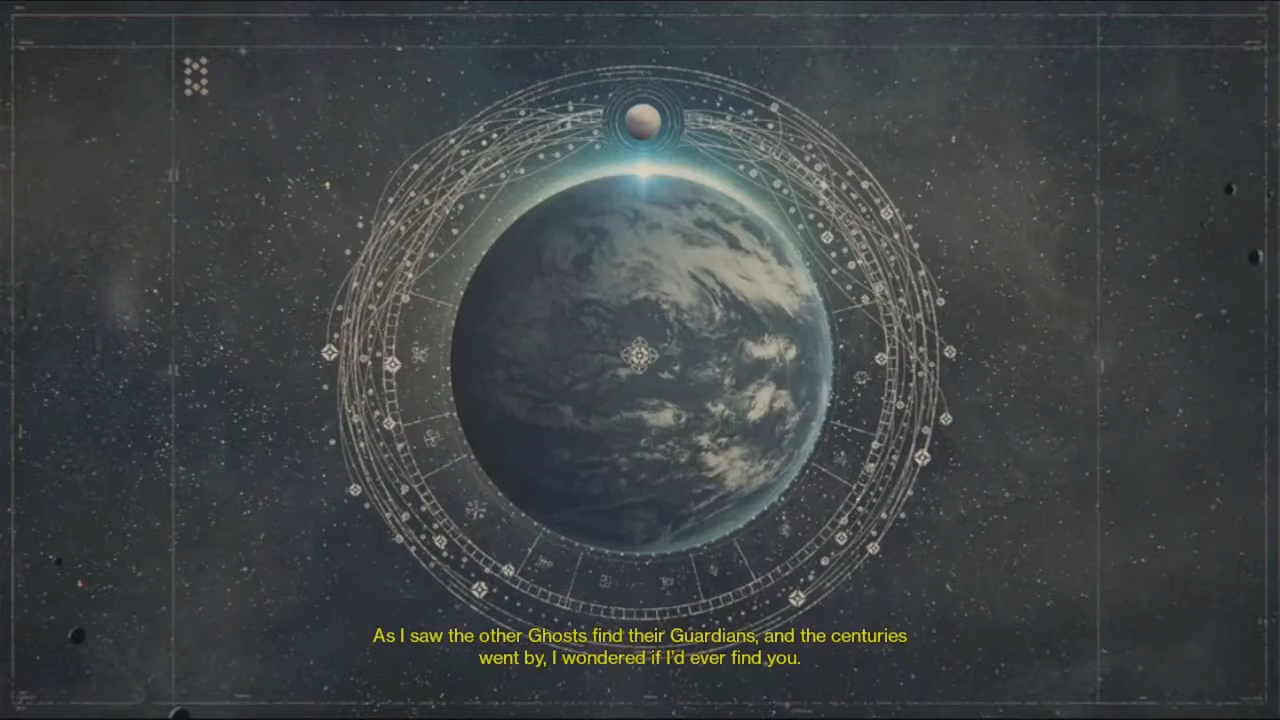 As I saw the other Ghosts find their Guardians, and the centuries
went by, I wondered if I'd ever find you.